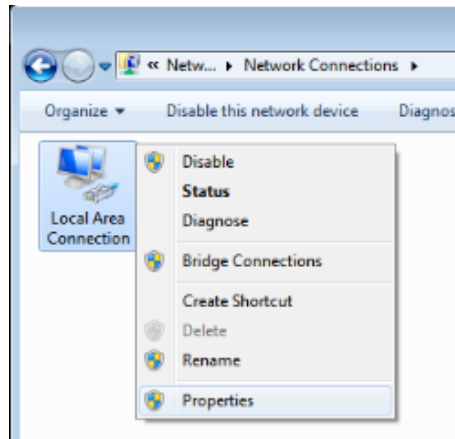 « Netw... ▸ Network Connections ▸
Organize ▾ Disable this network device Diagnos
Local Area
Connection
Disable
Status
Diagnose
Bridge Connections
Create Shortcut
Delete
Rename
Properties